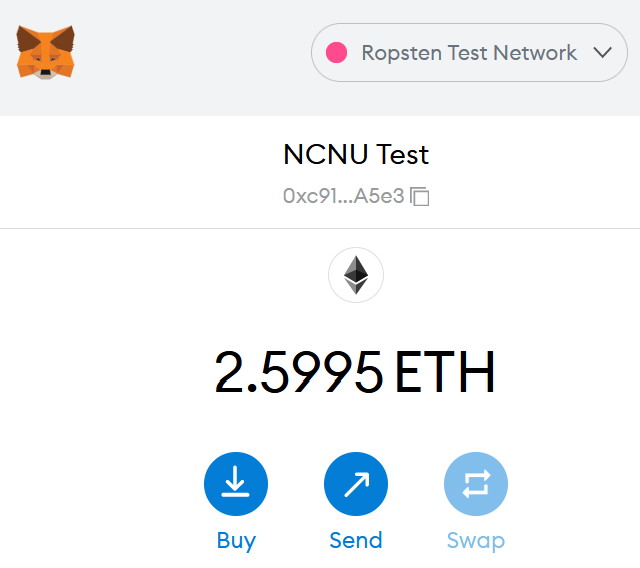 Ropsten Test Network
NCNU Test
0xc91...A5e3
2.5995 ETH
Buy
Send
Swap